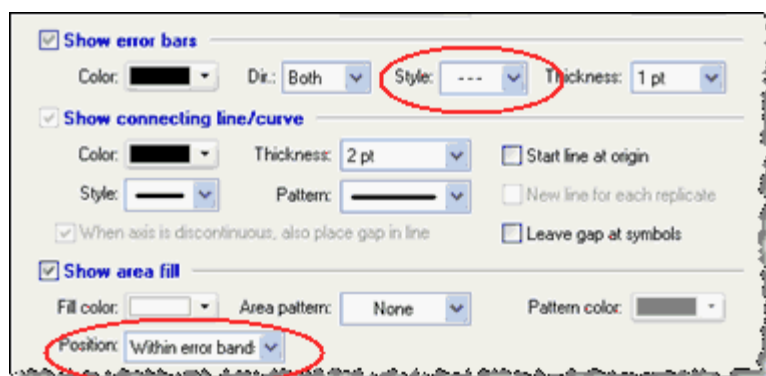 Show error bars
Color: Dir.: Both Style: --- Thickness: 1 pt
Show connecting line/curve
Color: Thickness: 2 pt Start line at origin
Style: Pattern: New line for each replicate
When axis is discontinuous, also place gap in line Leave gap at symbols
Show area fill
Fill color: Area pattern: None Pattern color:
Position: Within error band